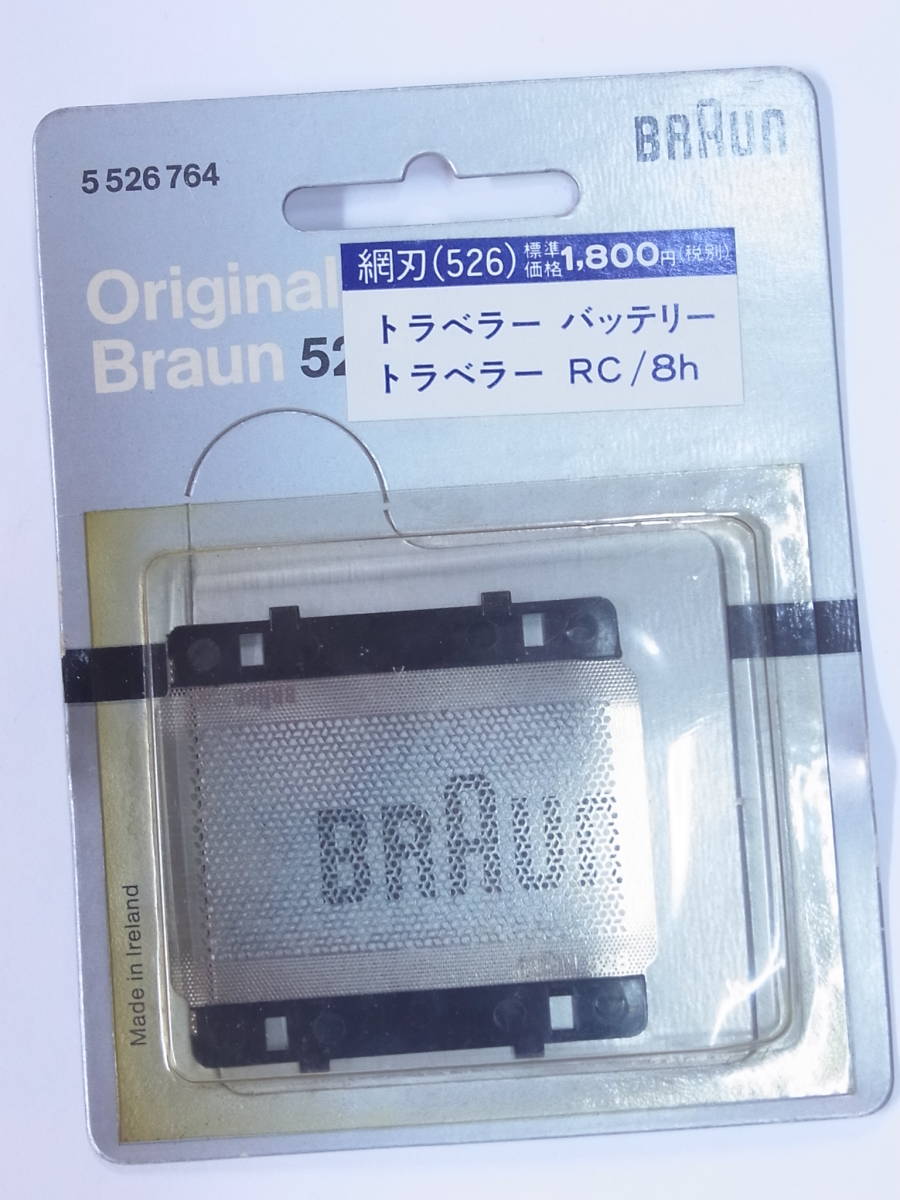 BRAUN
5 526 764
網刃(526) 標準価格1,800円(税別)
トラベラー バッテリー
トラベラー RC/8h
Original
Braun 52
BRAUN
BRAUN
Made in Ireland